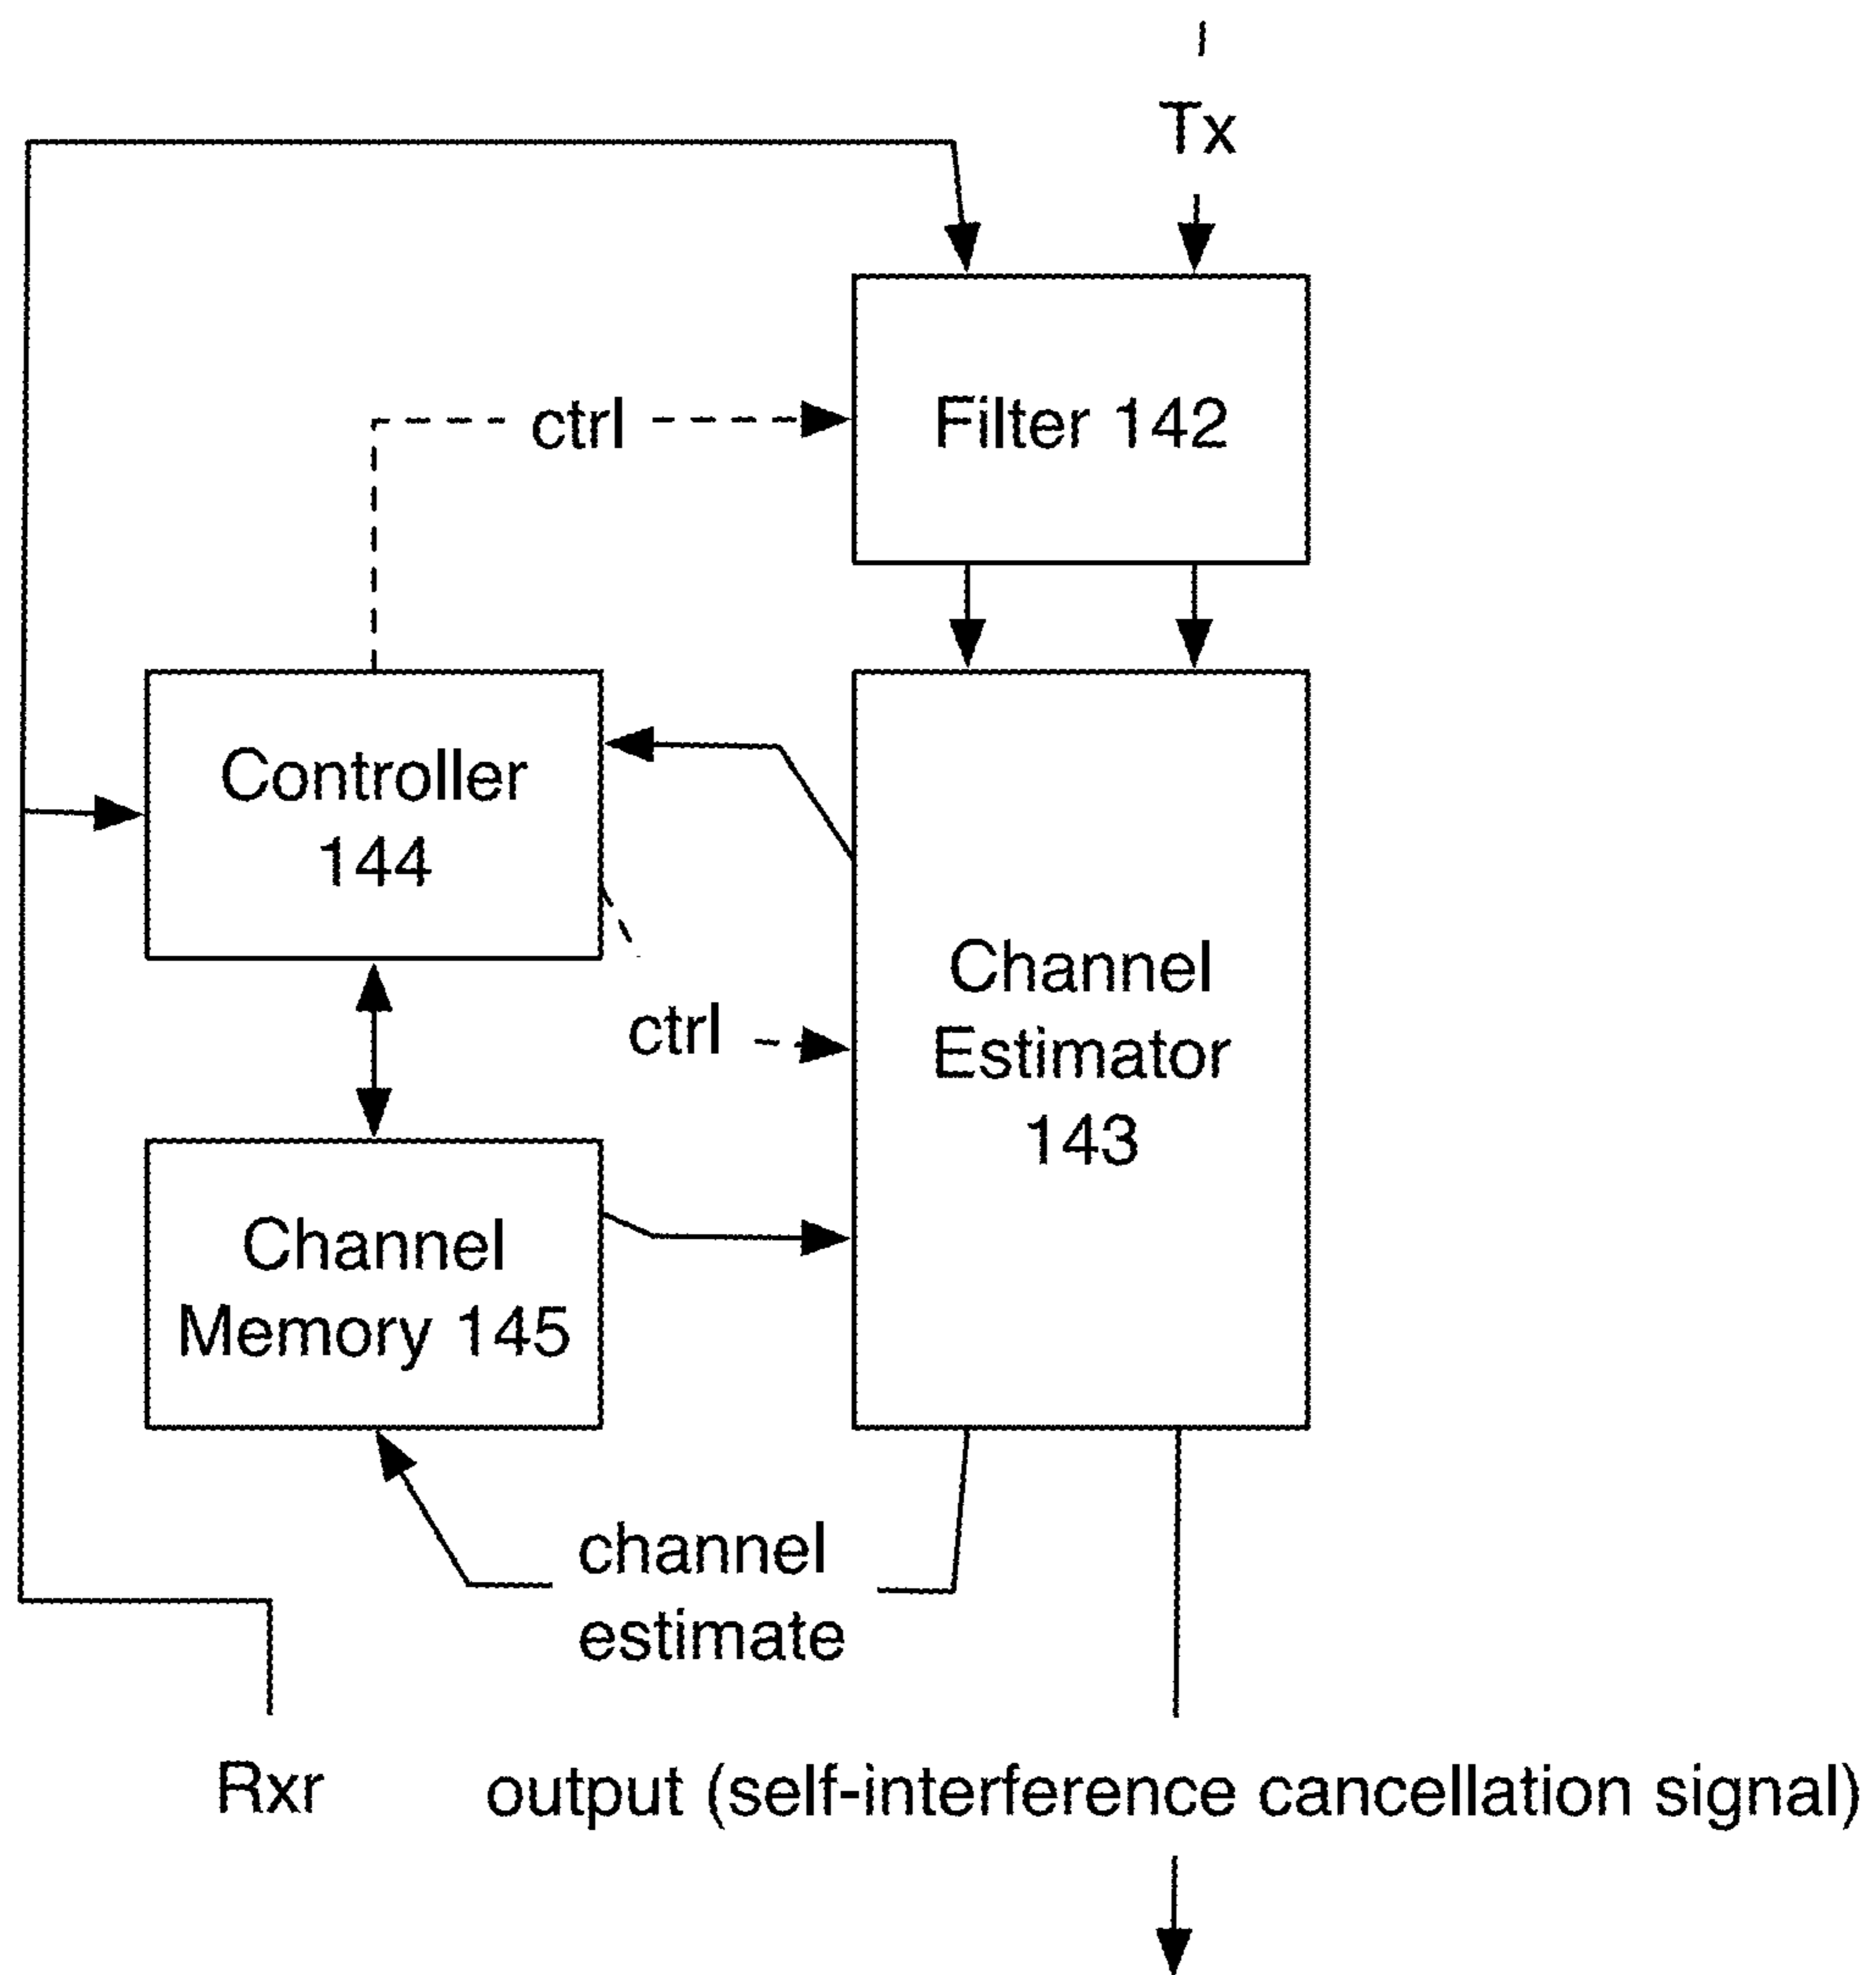 Tx
ctrl
Filter 142
Controller
144
Channel
Estimator
143
ctrl
Channel
Memory 145
channel
estimate
Rxr
output (self-interference cancellation signal)